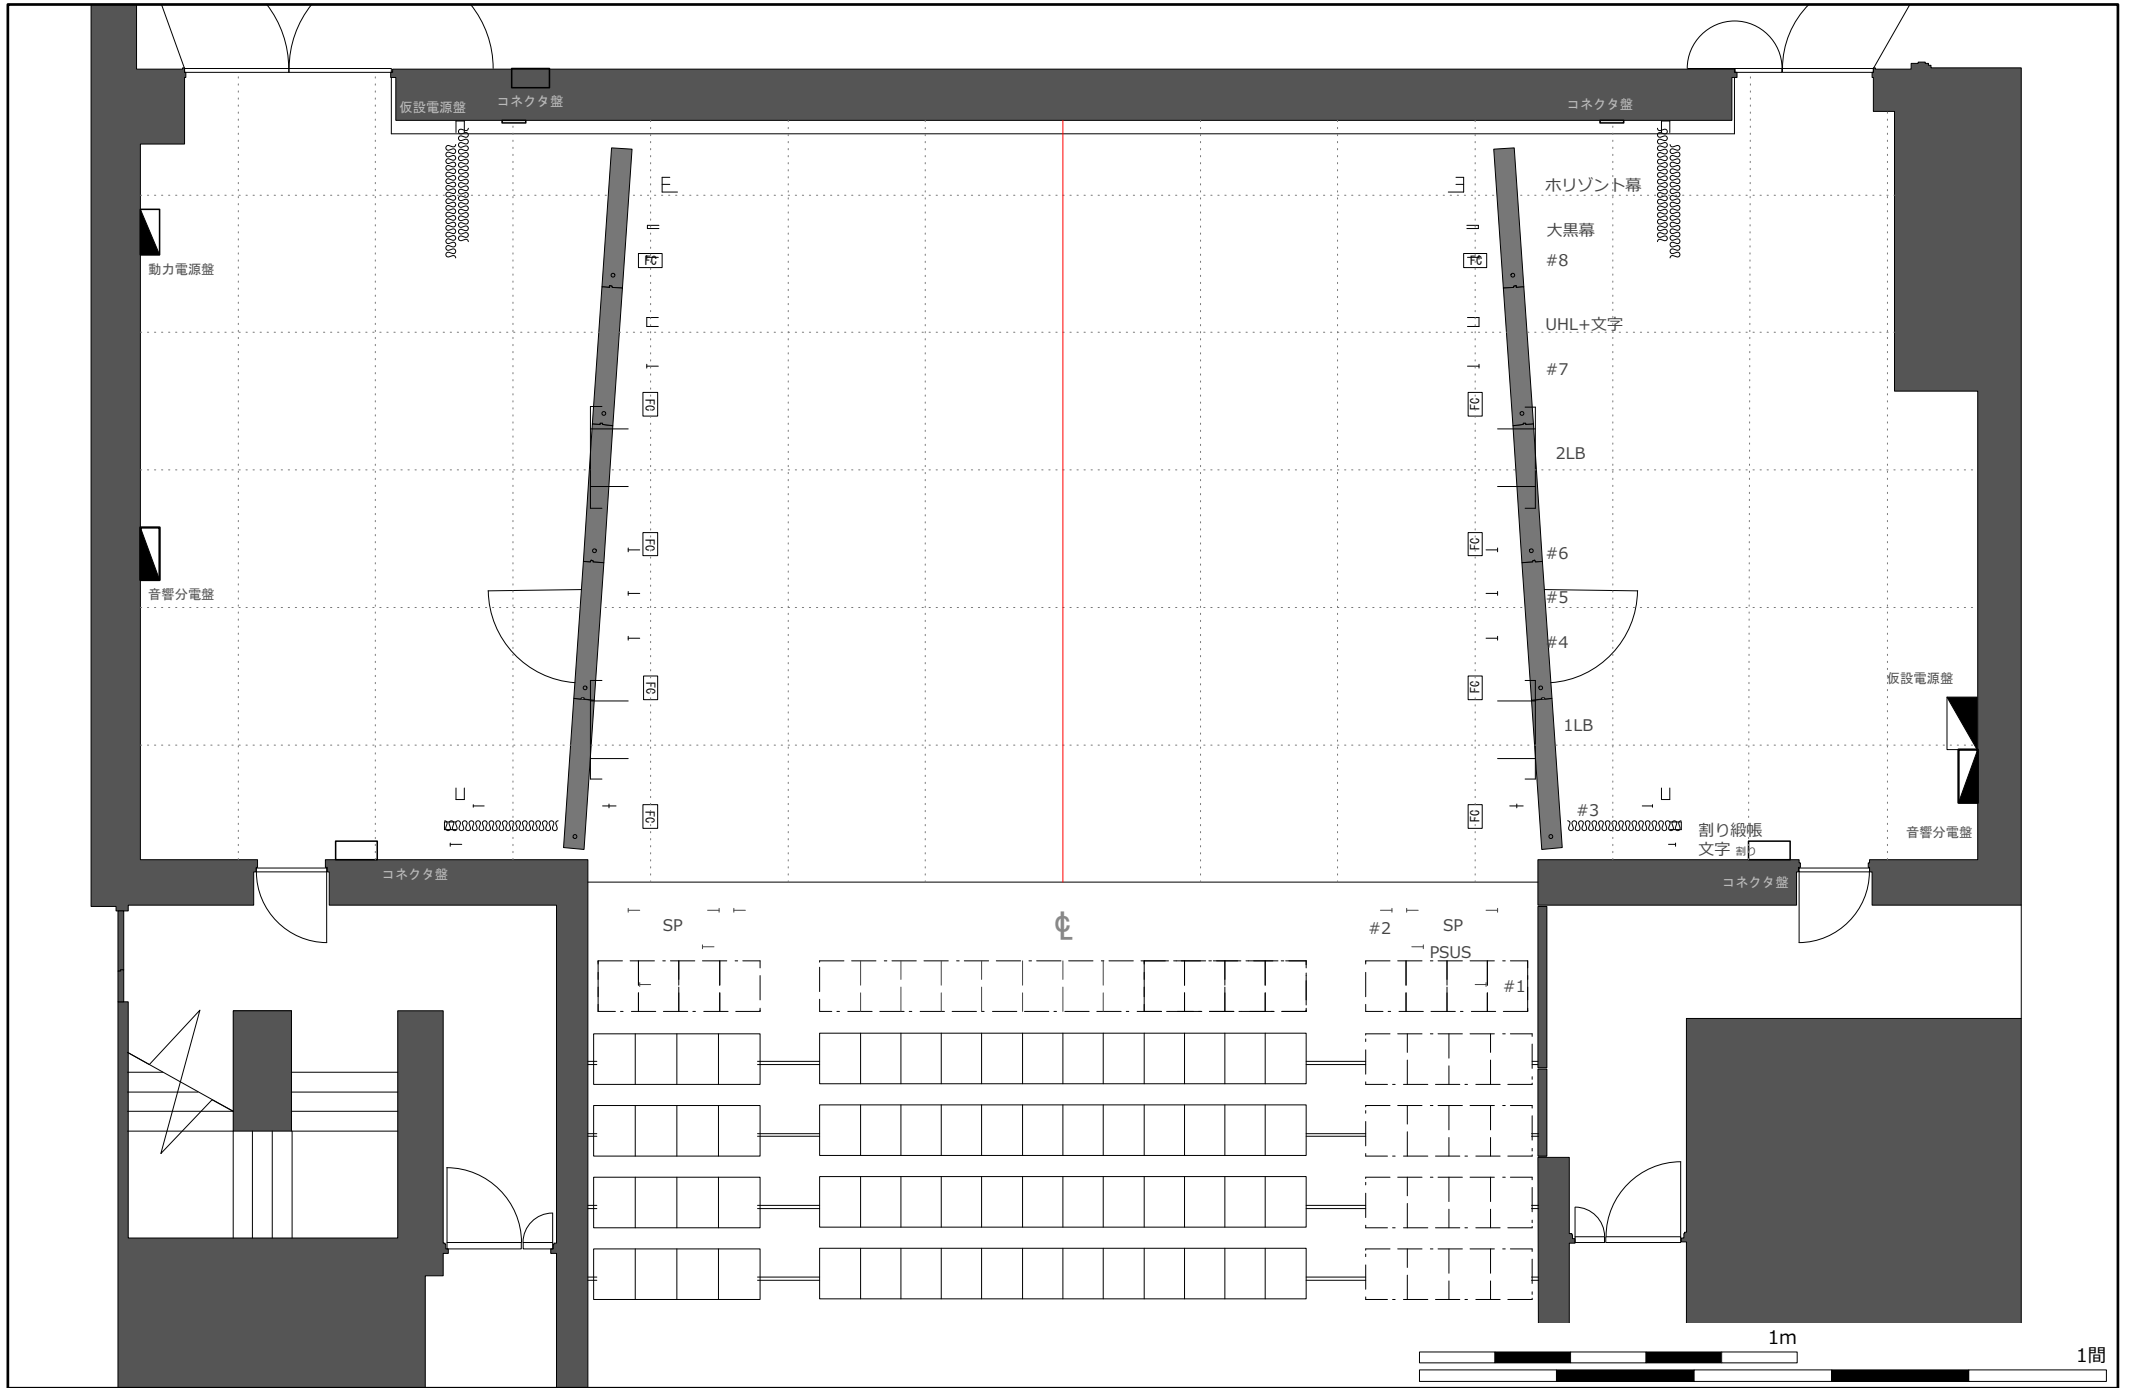 仮設電源盤
コネクタ盤
コネクタ盤
ホリゾント幕
大黒幕
FC
FC
#8
動力電源盤
UHL+文字
#7
FC
FC
2LB
FC
FC
#6
音響分電盤
#5
#4
仮設電源盤
FC
FC
1LB
#3
FC
FC
割り緞帳
音響分電盤
文字 割り
コネクタ盤
コネクタ盤
SP
℄
#2
SP
PSUS
#1
1m
1間